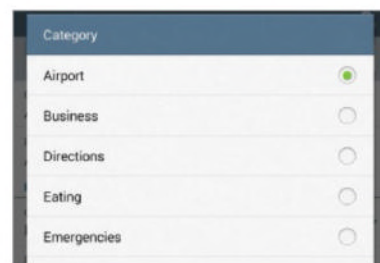 Category
Airport
Business
Directions
Eating
Emergencies